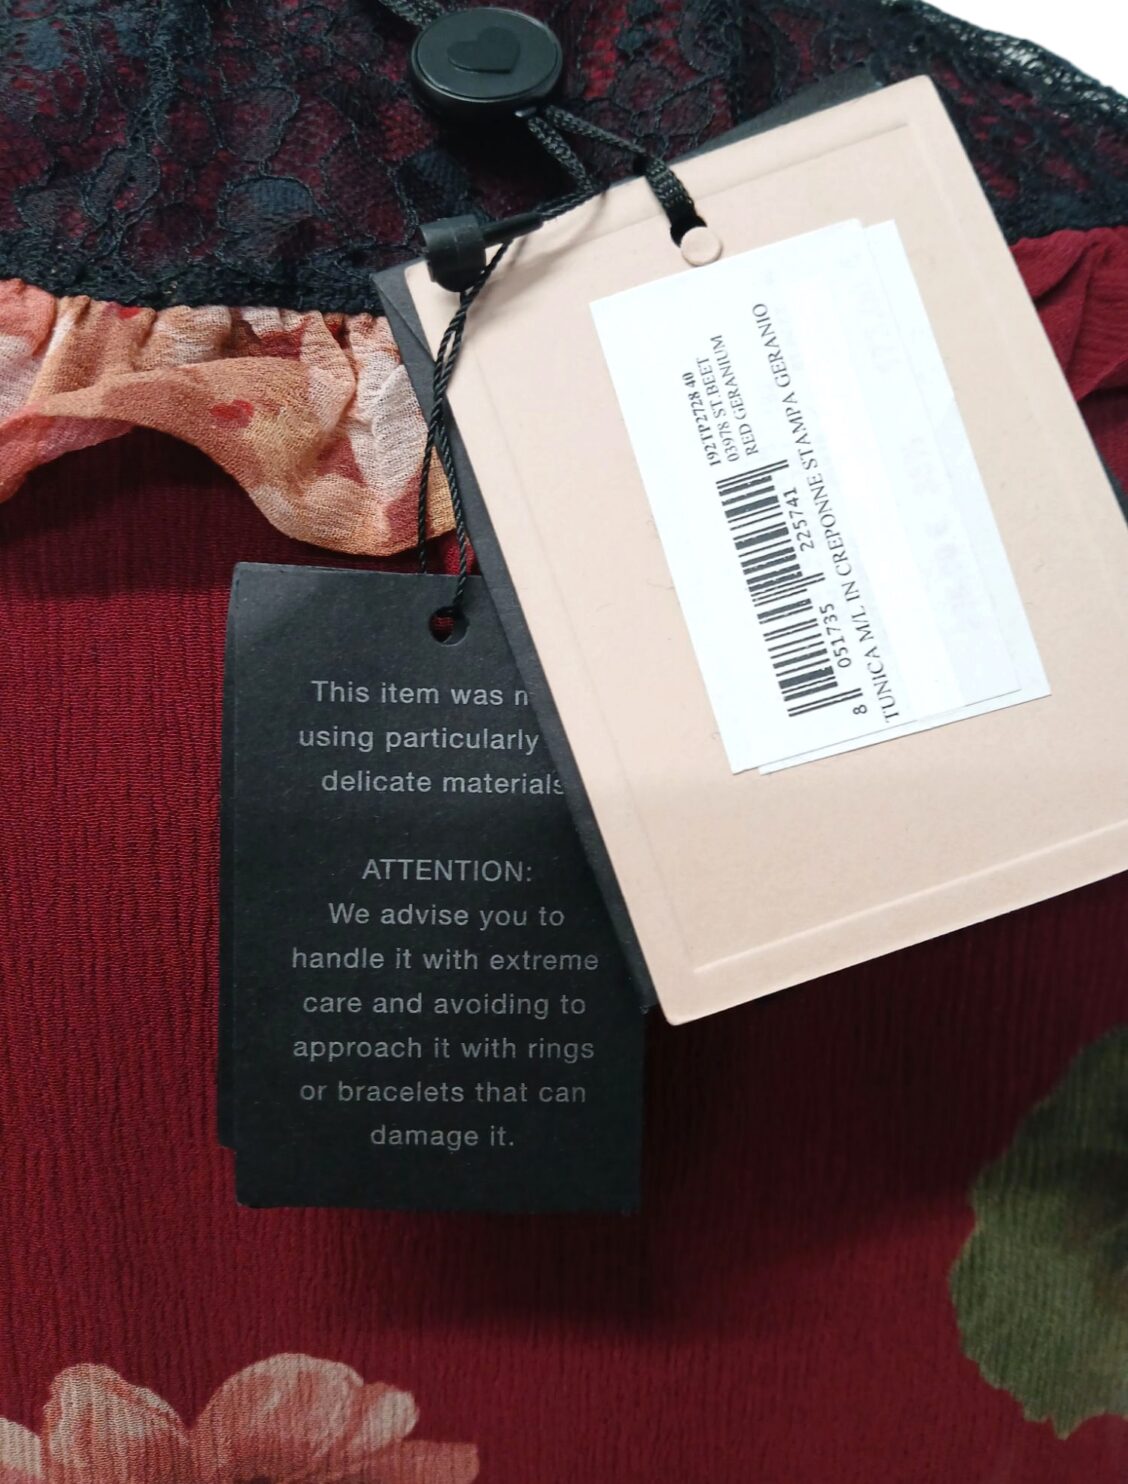 This item was
using particularly
delicate materials
ATTENTION:
We advise you to
handle it with extreme
care and avoiding to
approach it with rings
or bracelets that can
damage it.
192TP2728-40
03978 ST.BEET
RED GERANIUM
8 051735 225741
TUNICA M/L IN CREPONNE STAMPA GERANIO